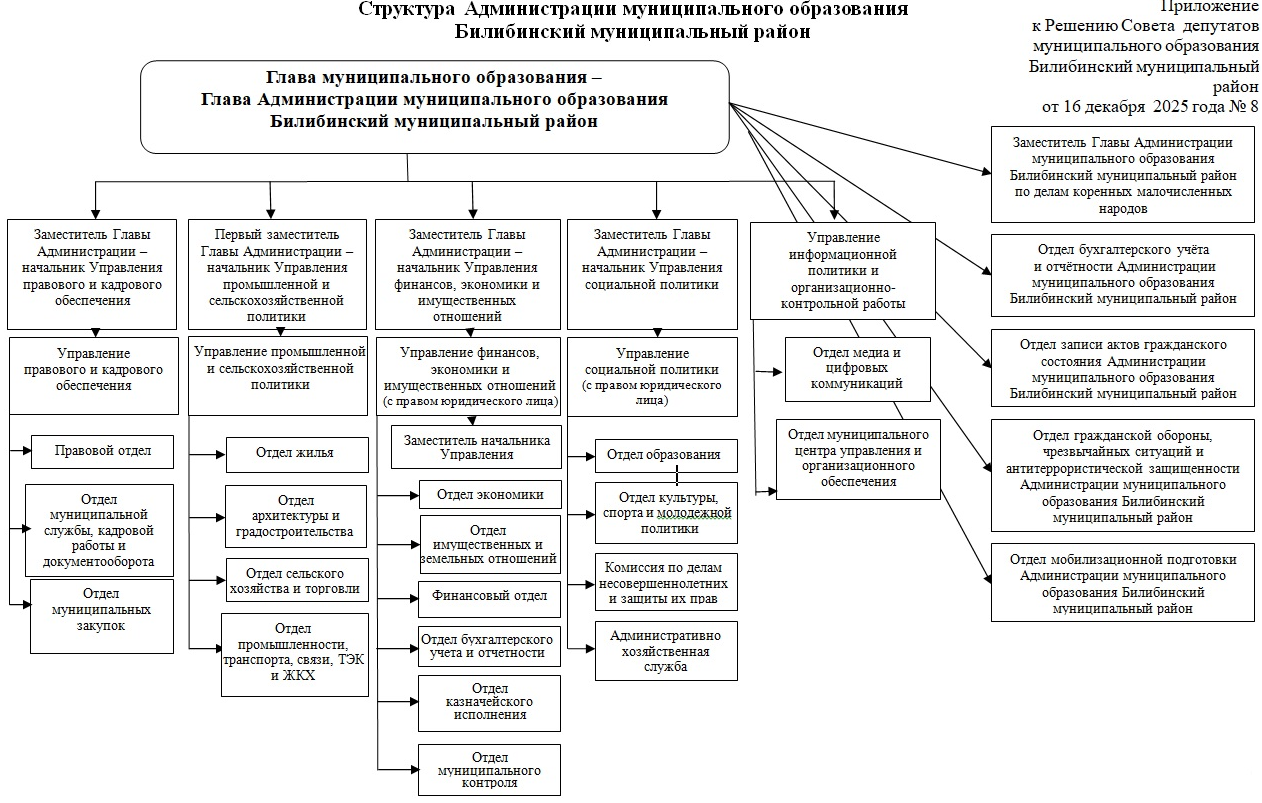 Структура Администрации муниципального образования
Билибинский муниципальный район
Приложение
к Решению Совета депутатов
муниципального образования
Билибинский муниципальный
район
от 16 декабря 2025 года № 8
Глава муниципального образования –
Глава Администрации муниципального образования
Билибинский муниципальный район
Заместитель Главы
Администрации –
начальник Управления
правового и кадрового
обеспечения
Управление
правового и кадрового
обеспечения
Правовой отдел
Отдел
муниципальной
службы, кадровой
работы и
документооборота
Отдел
муниципальных
закупок
Первый заместитель
Главы Администрации –
начальник Управления
промышленной и
сельскохозяйственной
политики
Управление промышленной
и сельскохозяйственной
политики
Отдел жилья
Отдел
архитектуры и
градостроительства
Отдел сельского
хозяйства и торговли
Отдел
промышленности,
транспорта, связи, ТЭК
и ЖКХ
Заместитель Главы
Администрации –
начальник Управления
финансов, экономики и
имущественных
отношений
Управление финансов,
экономики и
имущественных отношений
(с правом юридического лица)
Заместитель начальника
Управления
Отдел экономики
Отдел
имущественных и
земельных отношений
Финансовый отдел
Отдел бухгалтерского
учета и отчетности
Отдел
казначейского
исполнения
Отдел
муниципального
контроля
Заместитель Главы
Администрации –
начальник Управления
социальной политики
Управление
социальной политики
(с правом юридического
лица)
Отдел образования
Отдел культуры,
спорта и молодежной
политики
Комиссия по делам
несовершеннолетних
и защиты их прав
Административно
хозяйственная
служба
Управление
информационной
политики и
организационно-
контрольной работы
Отдел медиа и
цифровых
коммуникаций
Отдел муниципального
центра управления и
организационного
обеспечения
Заместитель Главы Администрации
муниципального образования
Билибинский муниципальный район
по делам коренных малочисленных
народов
Отдел бухгалтерского учёта
и отчётности Администрации
муниципального образования
Билибинский муниципальный район
Отдел записи актов гражданского
состояния Администрации
муниципального образования
Билибинский муниципальный район
Отдел гражданской обороны,
чрезвычайных ситуаций и
антитеррористической защищенности
Администрации муниципального
образования Билибинский
муниципальный район
Отдел мобилизационной подготовки
Администрации муниципального
образования Билибинский
муниципальный район